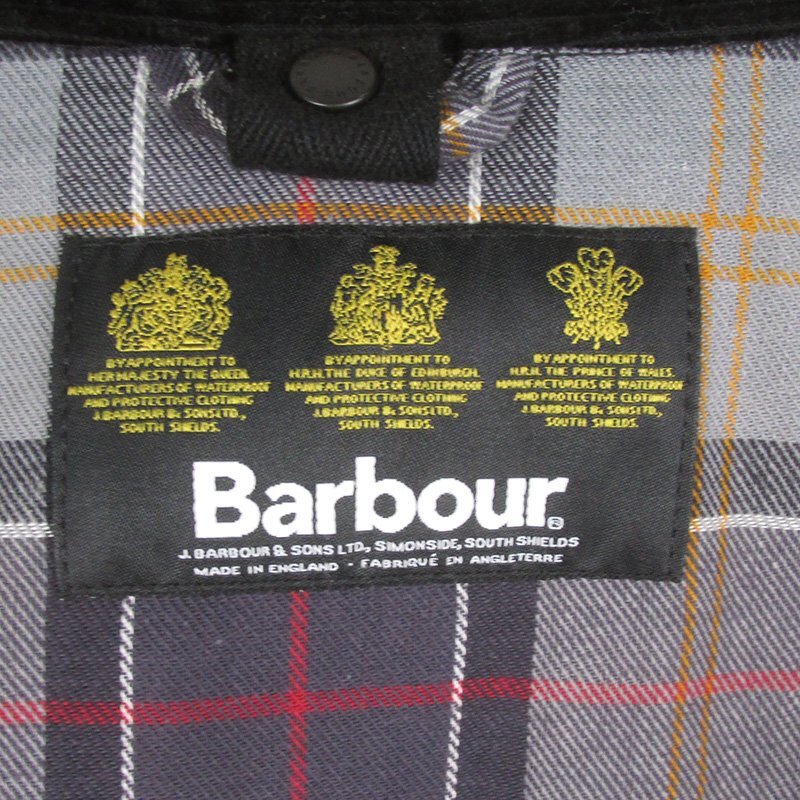 BY APPOINTMENT TO
HER MAJESTY THE QUEEN
MANUFACTURERS OF WATERPROOF
AND PROTECTIVE CLOTHING
J.BARBOUR & SONS LTD.,
SOUTH SHIELDS.
BY APPOINTMENT TO
H.R.H. THE DUKE OF EDINBURGH
MANUFACTURERS OF WATERPROOF
AND PROTECTIVE CLOTHING
J.BARBOUR & SONS LTD.,
SOUTH SHIELDS.
BY APPOINTMENT TO
H.R.H. THE PRINCE OF WALES.
MANUFACTURERS OF WATERPROOF
AND PROTECTIVE CLOTHING
J.BARBOUR & SONS LTD.,
SOUTH SHIELDS.
Barbour®
J. BARBOUR & SONS LTD, SIMONSIDE, SOUTH SHIELDS
MADE IN ENGLAND - FABRIQUÉ EN ANGLETERRE